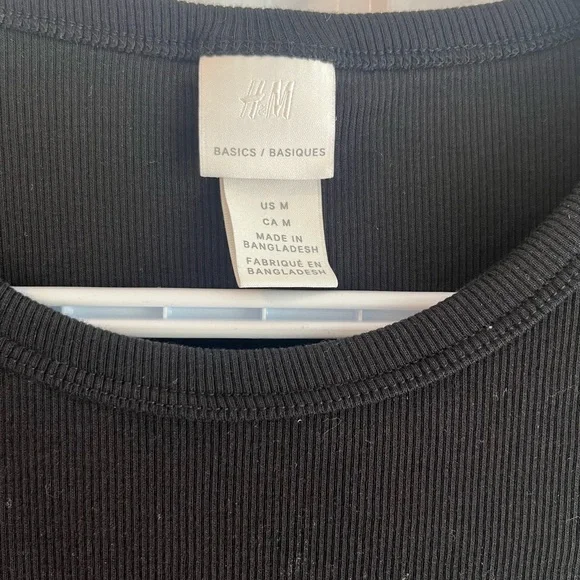 H&M
BASICS / BASIQUES
US M
CA M
MADE IN
BANGLADESH
FABRIQUÉ EN
BANGLADESH